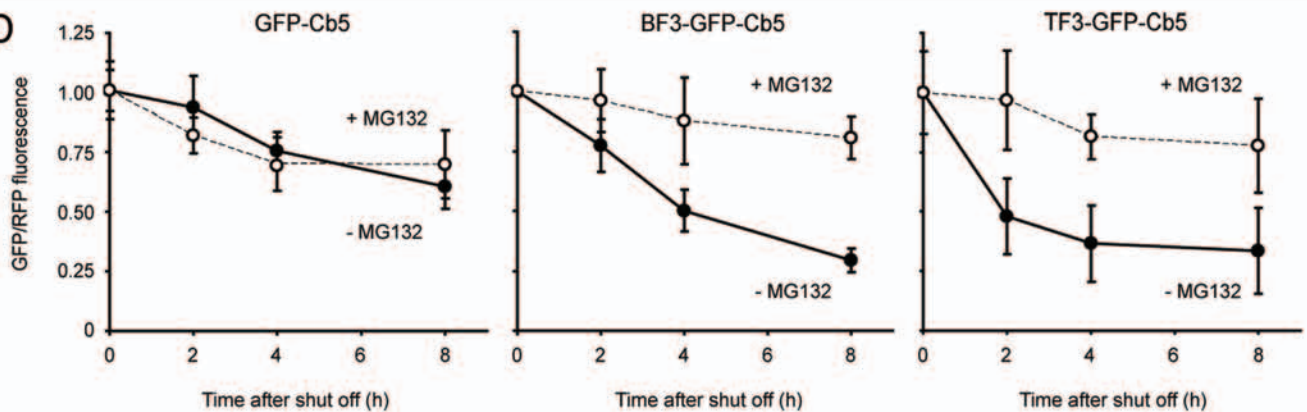 GFP-Cb5
BF3-GFP-Cb5
TF3-GFP-Cb5
GFP/RFP fluorescence
1.25
1.00
0.75
0.50
0.25
0
+ MG132
- MG132
+ MG132
- MG132
+ MG132
- MG132
0 2 4 6 8
0 2 4 6 8
0 2 4 6 8
Time after shut off (h)
Time after shut off (h)
Time after shut off (h)